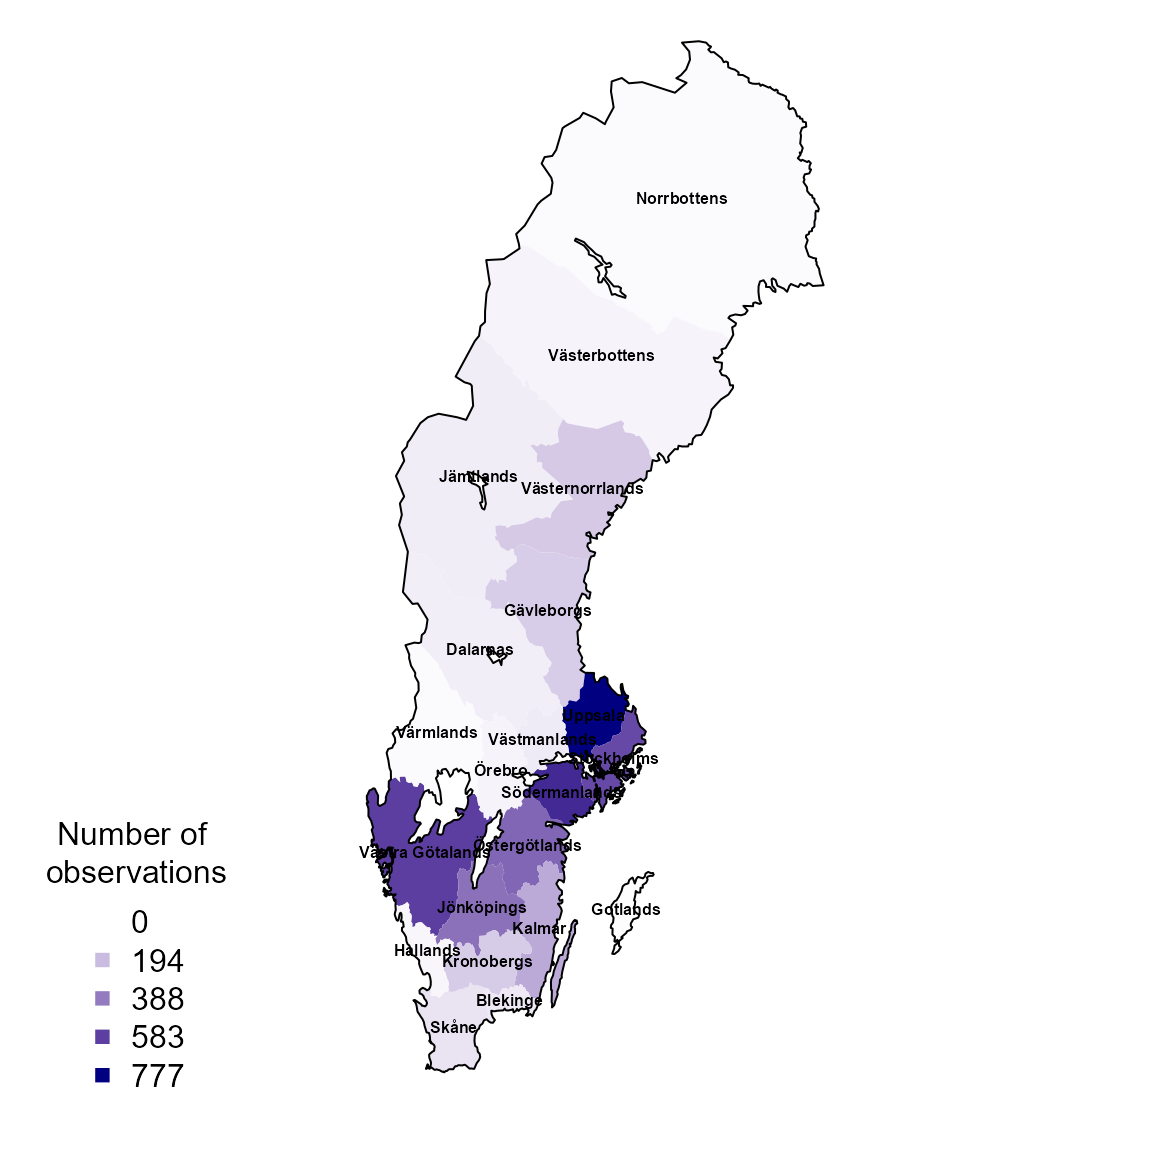 Norrbottens
Västerbottens
Jämtlands
Västernorrlands
Gävleborgs
Dalarnas
Uppsala
Värmlands
Västmanlands
Stockholms
Örebro
Södermanlands
Västra Götalands
Östergötlands
Jönköpings
Gotlands
Kalmar
Hallands
Kronobergs
Blekinge
Skåne
Number of
observations
0
194
388
583
777